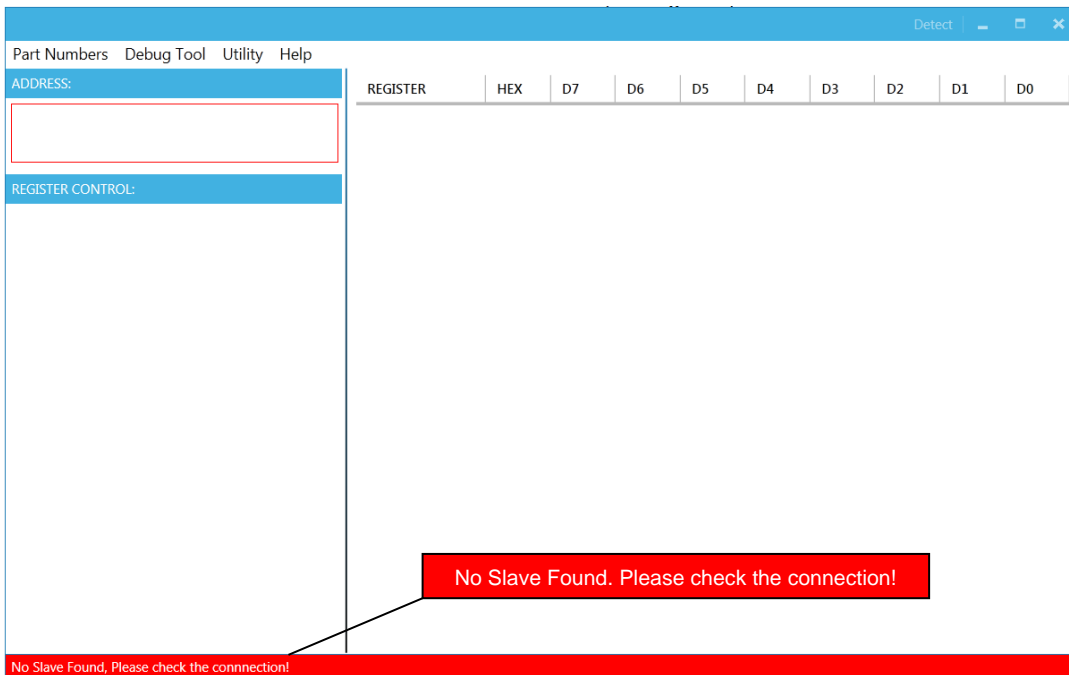 Detect
Part Numbers Debug Tool Utility Help
ADDRESS:
REGISTER HEX D7 D6 D5 D4 D3 D2 D1 D0
REGISTER CONTROL:
No Slave Found. Please check the connection!
No Slave Found, Please check the connnection!